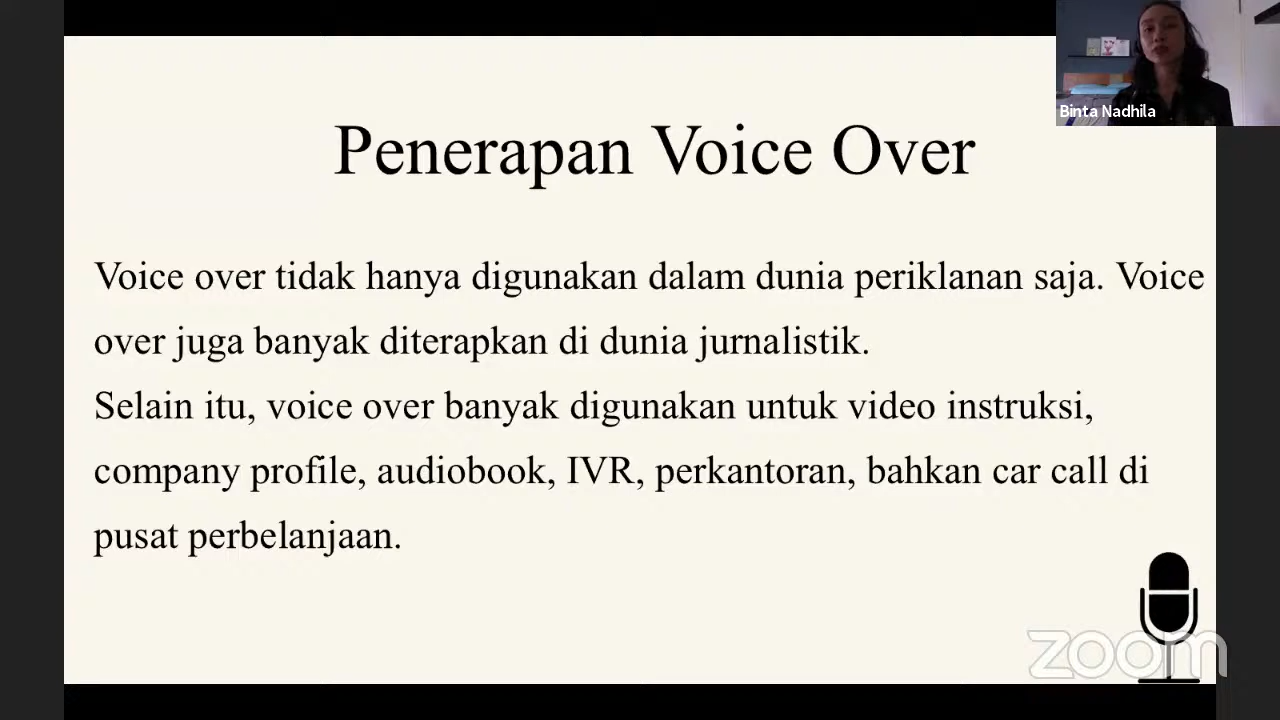 Binta Nadhila
Penerapan Voice Over
Voice over tidak hanya digunakan dalam dunia periklanan saja. Voice
over juga banyak diterapkan di dunia jurnalistik.
Selain itu, voice over banyak digunakan untuk video instruksi,
company profile, audiobook, IVR, perkantoran, bahkan car call di
pusat perbelanjaan.
zoom